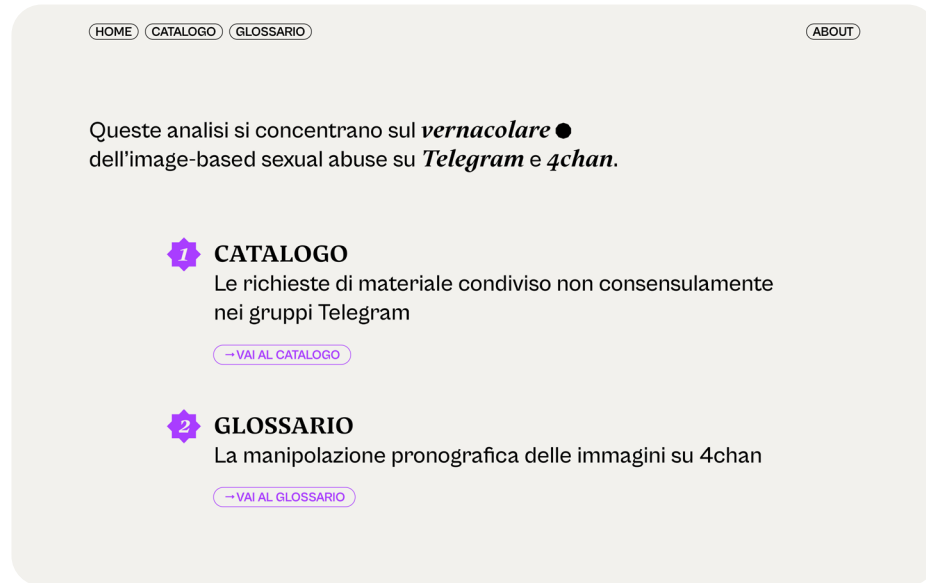 HOME CATALOGO GLOSSARIO ABOUT
Queste analisi si concentrano sul vernacolare
dell'image-based sexual abuse su Telegram e 4chan.
1 CATALOGO
Le richieste di materiale condiviso non consensulamente
nei gruppi Telegram
→VAI AL CATALOGO
2 GLOSSARIO
La manipolazione pronografica delle immagini su 4chan
→VAI AL GLOSSARIO